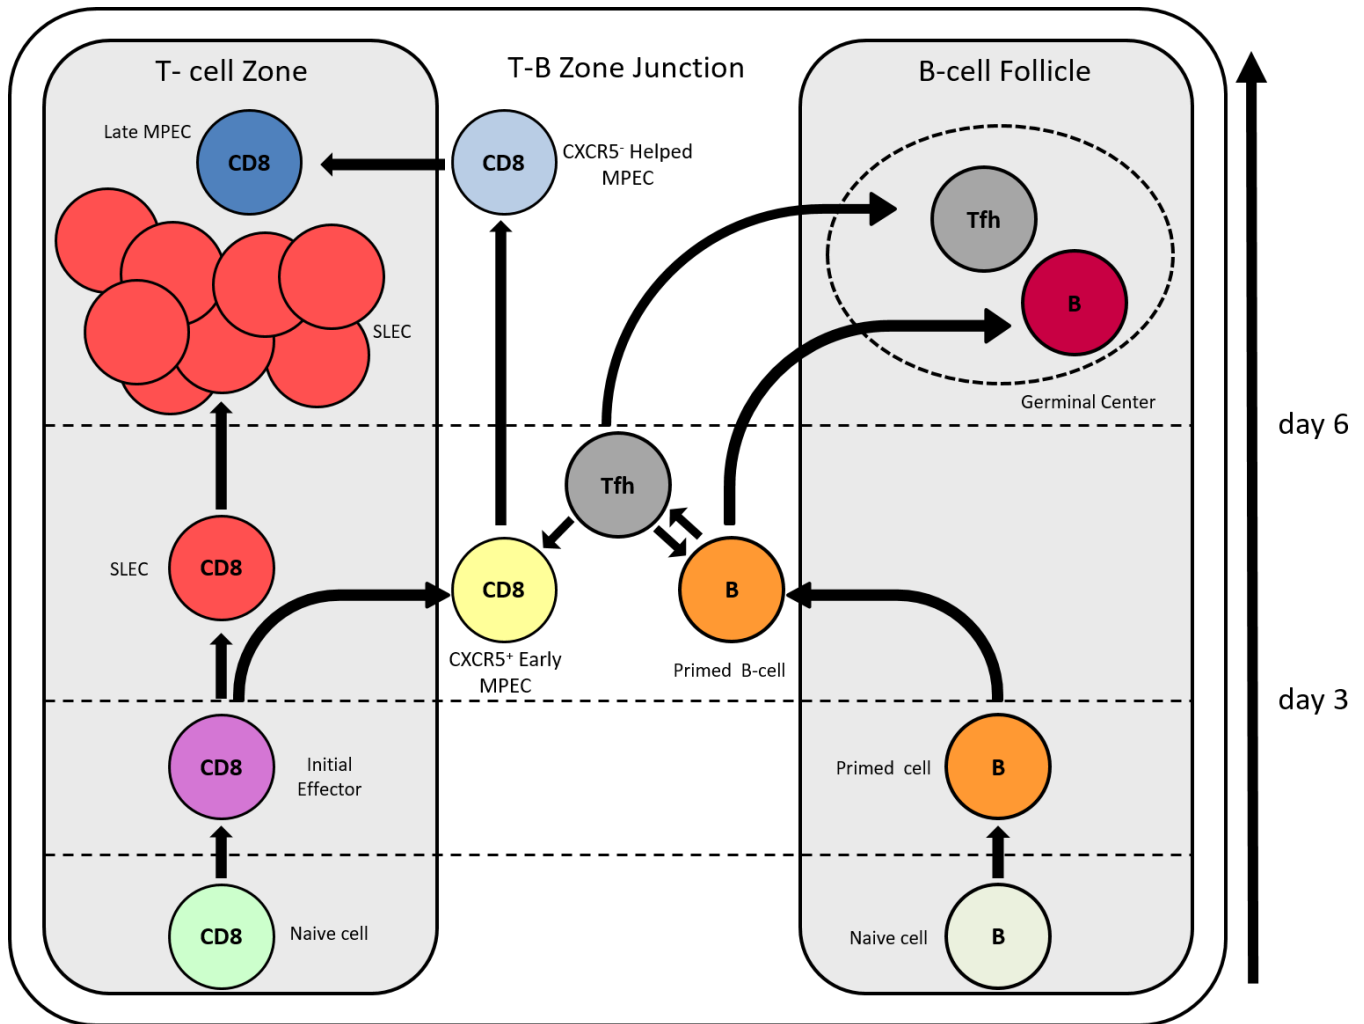 T- cell Zone
T-B Zone Junction
B-cell Follicle
Late MPEC
CD8
CD8
CXCR5⁻ Helped
MPEC
Tfh
B
SLEC
Germinal Center
day 6
Tfh
SLEC
CD8
CD8
B
CXCR5⁺ Early
MPEC
Primed B-cell
day 3
CD8
Initial
Effector
Primed cell
B
CD8
Naive cell
Naive cell
B